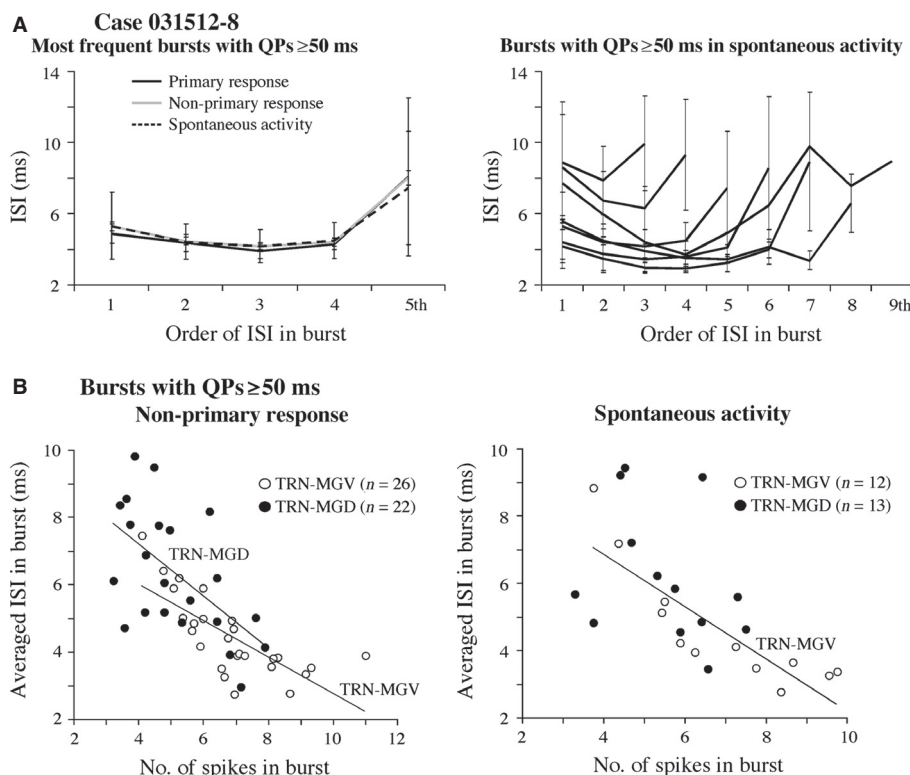 A
Case 031512-8
Most frequent bursts with QPs ≥50 ms
14
10
6
2
ISI (ms)
Primary response
Non-primary response
Spontaneous activity
1 2 3 4 5th
Order of ISI in burst
Bursts with QPs ≥50 ms in spontaneous activity
14
10
6
2
ISI (ms)
1 2 3 4 5 6 7 8 9th
Order of ISI in burst
B
Bursts with QPs ≥50 ms
Non-primary response
10
8
6
4
2
Averaged ISI in burst (ms)
TRN-MGV (n = 26)
TRN-MGD (n = 22)
TRN-MGD
TRN-MGV
2 4 6 8 10 12
No. of spikes in burst
Spontaneous activity
10
8
6
4
2
Averaged ISI in burst (ms)
TRN-MGV (n = 12)
TRN-MGD (n = 13)
TRN-MGV
2 4 6 8 10
No. of spikes in burst